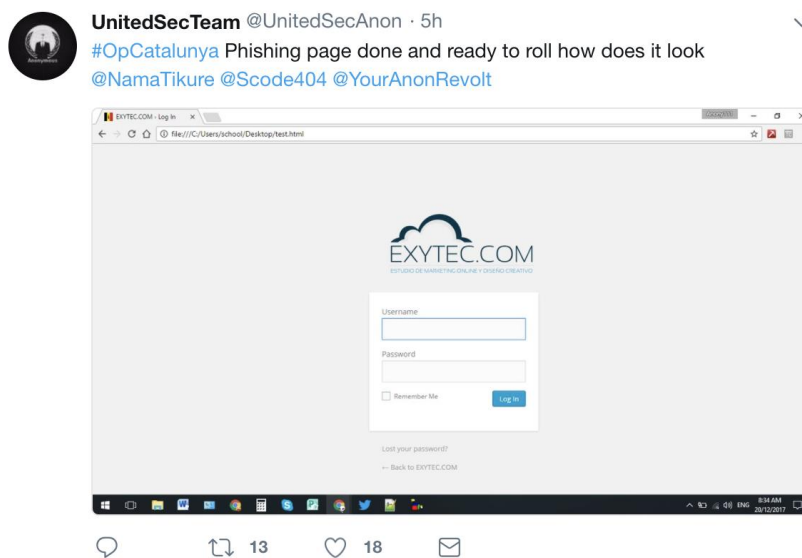 UnitedSecTeam @UnitedSecAnon · 5h
#OpCatalunya Phishing page done and ready to roll how does it look
@NamaTikure @Scode404 @YourAnonRevolt
Anonymous
EXYTEC.COM - Log In
file:///C:/Users/school/Desktop/test.html
EXYTEC.COM
ESTUDIO DE MARKETING ONLINE Y DISEÑO CREATIVO
Username
Password
Remember Me
Log In
Lost your password?
← Back to EXYTEC.COM
ENG
8:34 AM
20/12/2017
13
18